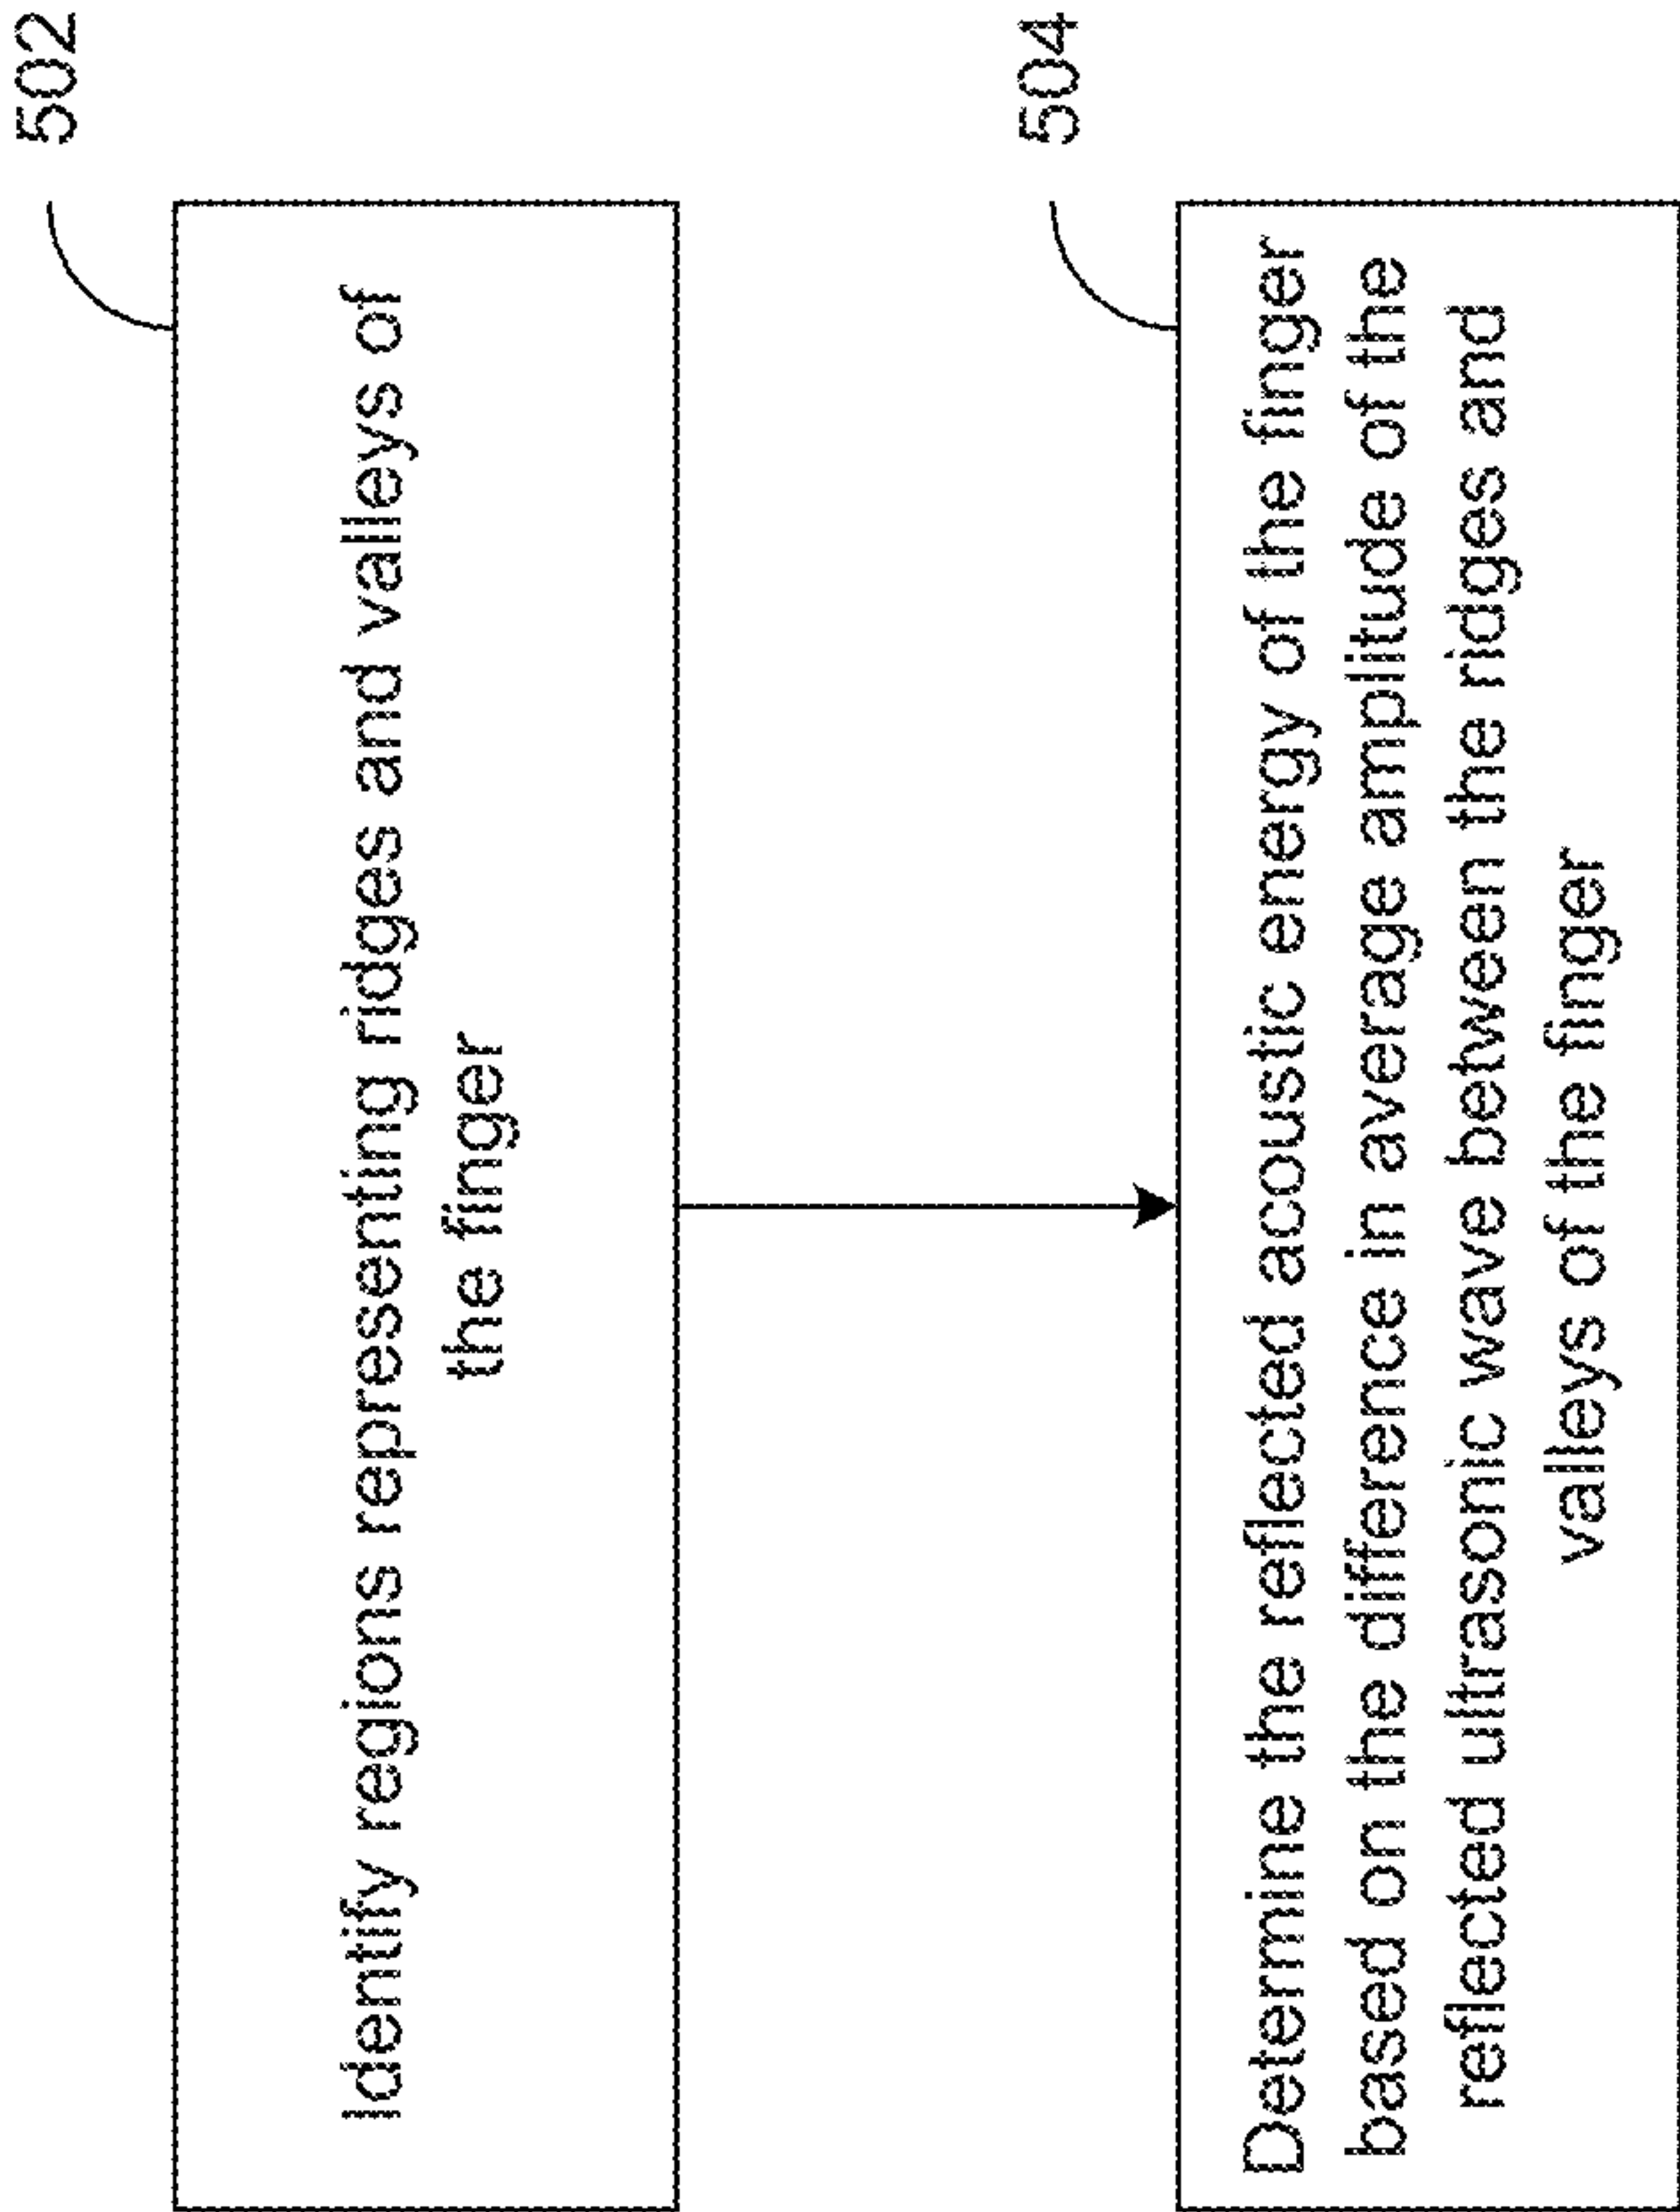 502
Identify regions representing ridges and valleys of
the finger
504
Determine the reflected acoustic energy of the finger
based on the difference in average amplitude of the
reflected ultrasonic wave between the ridges and
valleys of the finger